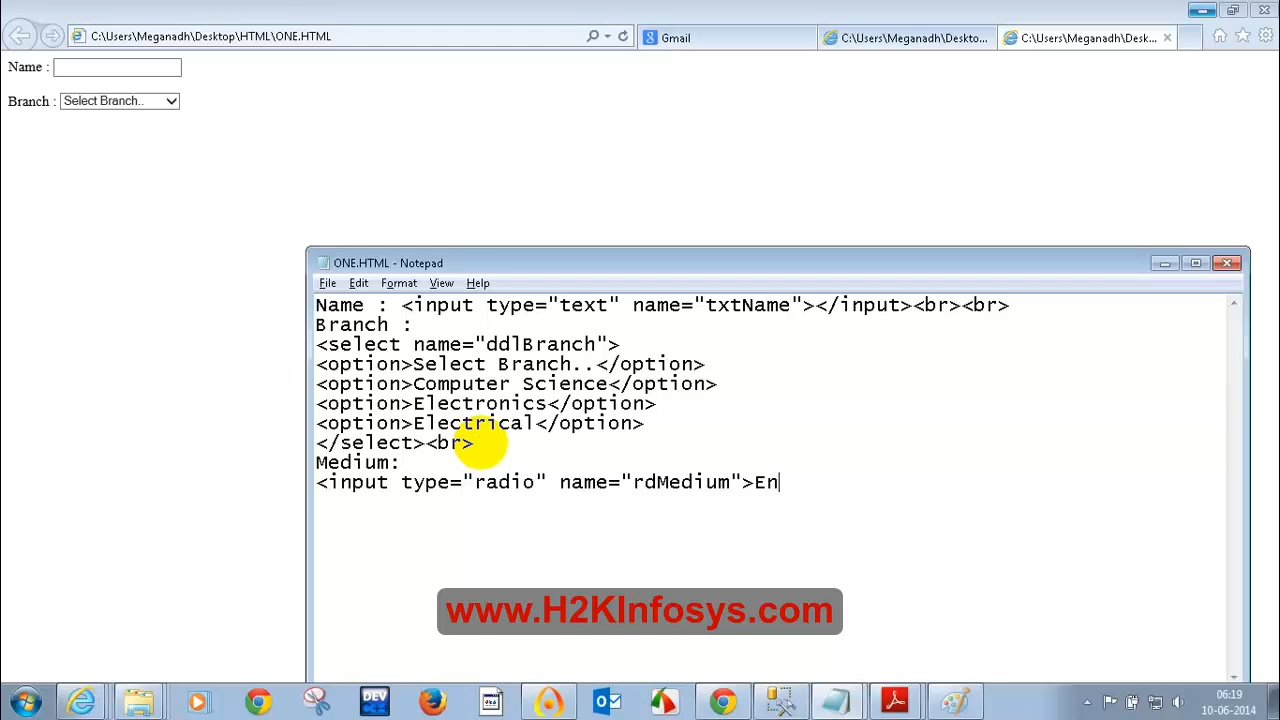 C:\Users\Meganadh\Desktop\HTML\ONE.HTML
Gmail
C:\Users\Meganadh\Deskto...
C:\Users\Meganadh\Desk...
Name :
Branch : Select Branch..
ONE.HTML - Notepad
File Edit Format View Help
Name : <input type="text" name="txtName"></input><br><br>
Branch :
<select name="ddlBranch">
<option>Select Branch..</option>
<option>Computer Science</option>
<option>Electronics</option>
<option>Electrical</option>
</select><br>
Medium:
<input type="radio" name="rdMedium">En
www.H2KInfosys.com
DEV
06:19
10-06-2014